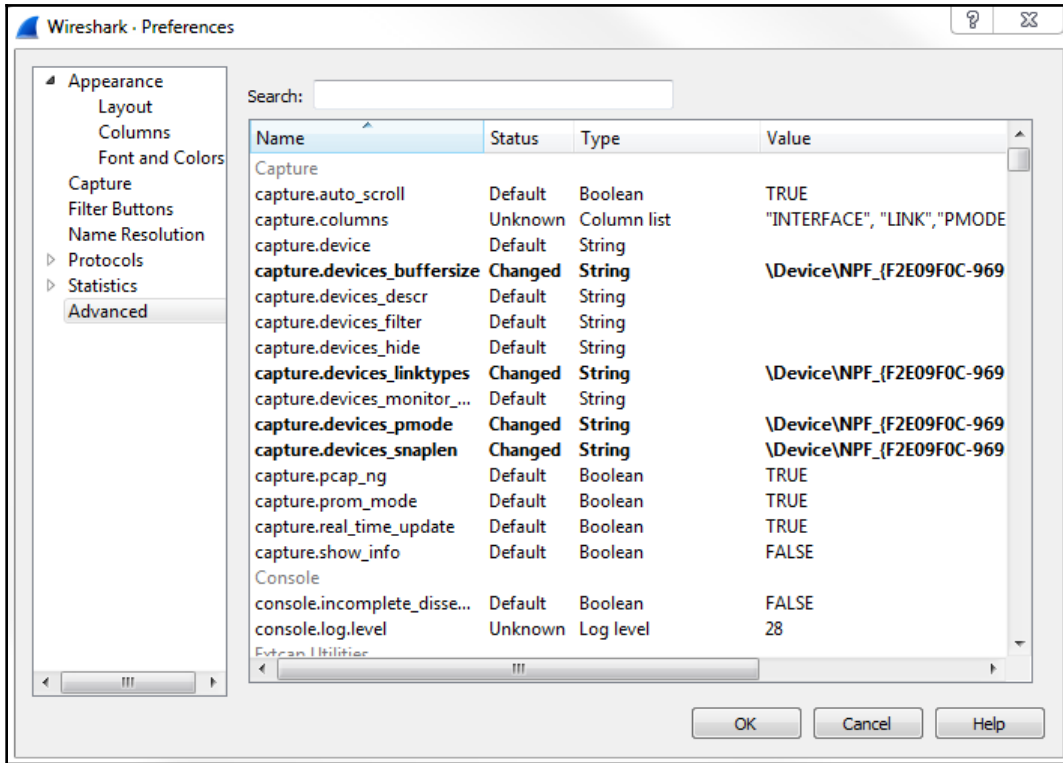 Wireshark · Preferences
Appearance
Layout
Columns
Font and Colors
Capture
Filter Buttons
Name Resolution
Protocols
Statistics
Advanced
Search:
Name Status Type Value
Capture
capture.auto_scroll Default Boolean TRUE
capture.columns Unknown Column list "INTERFACE", "LINK","PMODE
capture.device Default String
capture.devices_buffersize Changed String \Device\NPF_{F2E09F0C-969
capture.devices_descr Default String
capture.devices_filter Default String
capture.devices_hide Default String
capture.devices_linktypes Changed String \Device\NPF_{F2E09F0C-969
capture.devices_monitor_... Default String
capture.devices_pmode Changed String \Device\NPF_{F2E09F0C-969
capture.devices_snaplen Changed String \Device\NPF_{F2E09F0C-969
capture.pcap_ng Default Boolean TRUE
capture.prom_mode Default Boolean TRUE
capture.real_time_update Default Boolean TRUE
capture.show_info Default Boolean FALSE
Console
console.incomplete_disse... Default Boolean FALSE
console.log.level Unknown Log level 28
Extcap Utilities
OK Cancel Help